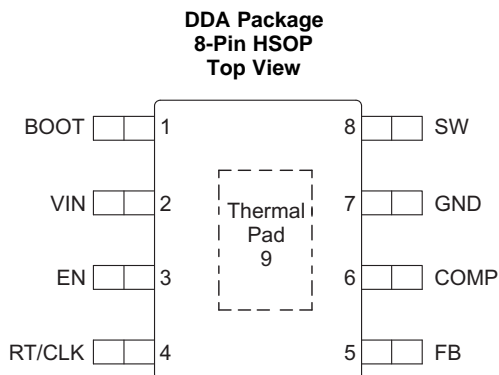 DDA Package
8-Pin HSOP
Top View
BOOT 1 8 SW
VIN 2 7 GND
Thermal
Pad
9
EN 3 6 COMP
RT/CLK 4 5 FB